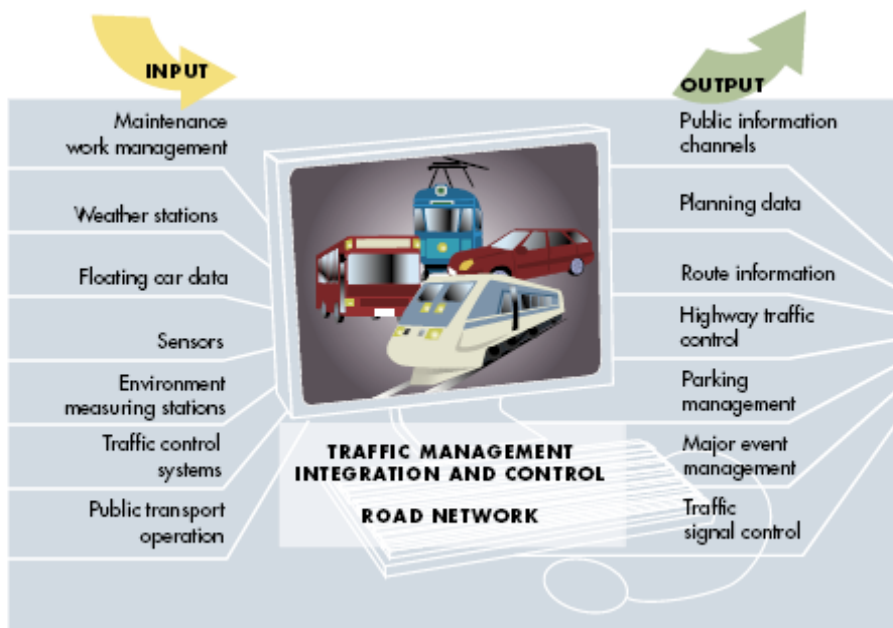 INPUT
Maintenance
work management
Weather stations
Floating car data
Sensors
Environment
measuring stations
Traffic control
systems
Public transport
operation
TRAFFIC MANAGEMENT
INTEGRATION AND CONTROL
ROAD NETWORK
OUTPUT
Public information
channels
Planning data
Route information
Highway traffic
control
Parking
management
Major event
management
Traffic
signal control